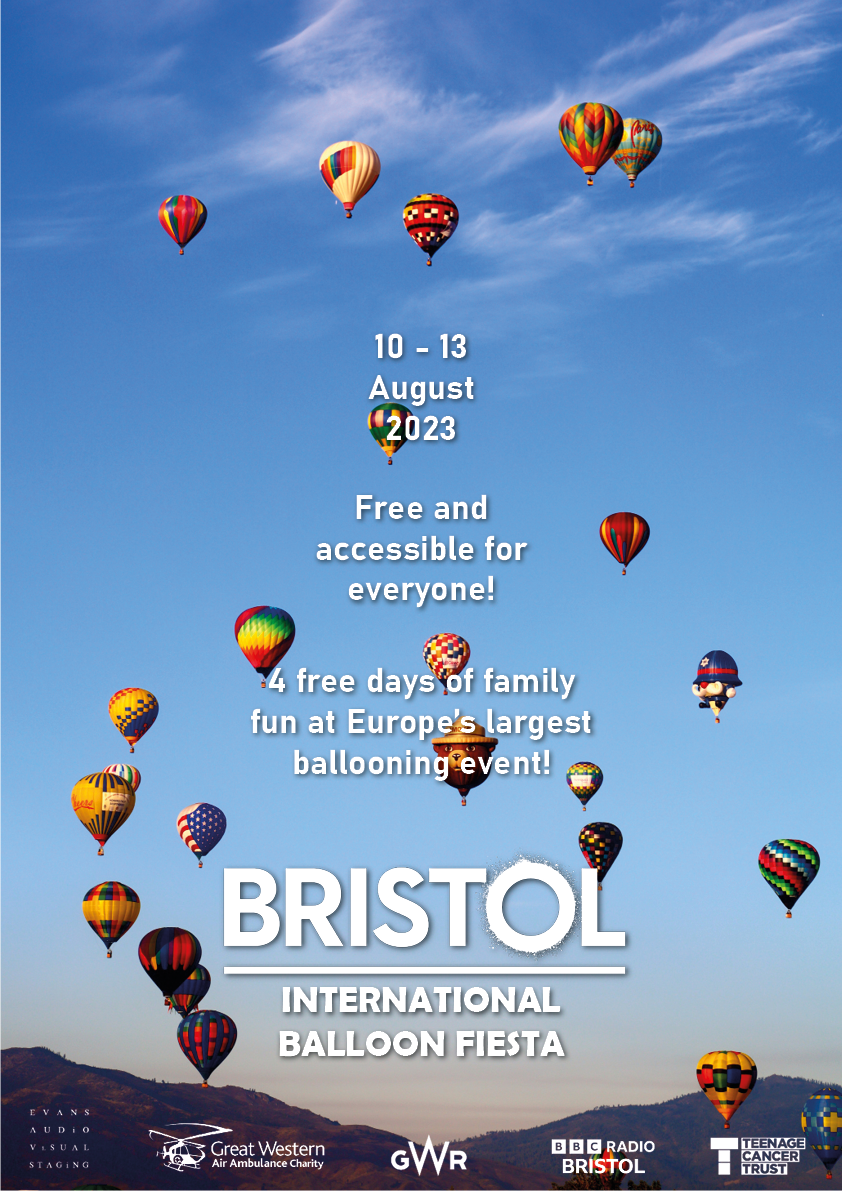 10 - 13
August
2023
Free and
accessible for
everyone!
4 free days of family
fun at Europe's largest
ballooning event!
BRISTOL
INTERNATIONAL
BALLOON FIESTA
EVANS
AUDiO
ViSUAL
STAGiNG
Great Western
Air Ambulance Charity
GWR
BBC RADIO
BRISTOL
TEENAGE
CANCER
TRUST